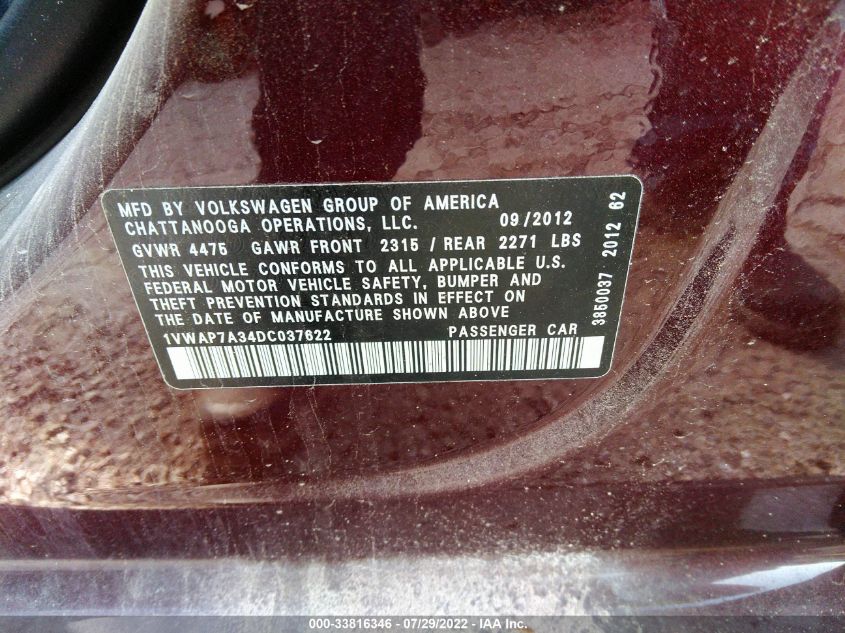 MFD BY VOLKSWAGEN GROUP OF AMERICA
CHATTANOOGA OPERATIONS, LLC. 09/2012
GVWR 4475 GAWR FRONT 2315 / REAR 2271 LBS
THIS VEHICLE CONFORMS TO ALL APPLICABLE U.S.
FEDERAL MOTOR VEHICLE SAFETY, BUMPER AND
THEFT PREVENTION STANDARDS IN EFFECT ON
THE DATE OF MANUFACTURE SHOWN ABOVE
1VWAP7A34DC037622 PASSENGER CAR
3850037 2012 62
000-33816346 - 07/29/2022 - IAA Inc.